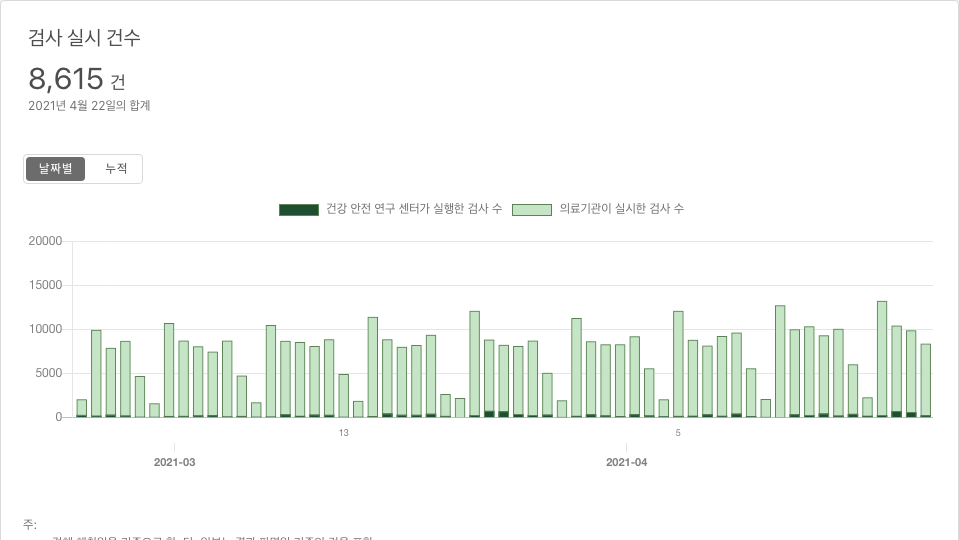 검사 실시 건수
8,615 건
2021년 4월 22일의 합계
날짜별 누적
건강 안전 연구 센터가 실행한 검사 수 의료기관이 실시한 검사 수
20000
15000
10000
5000
0
13 5
2021-03 2021-04
주: